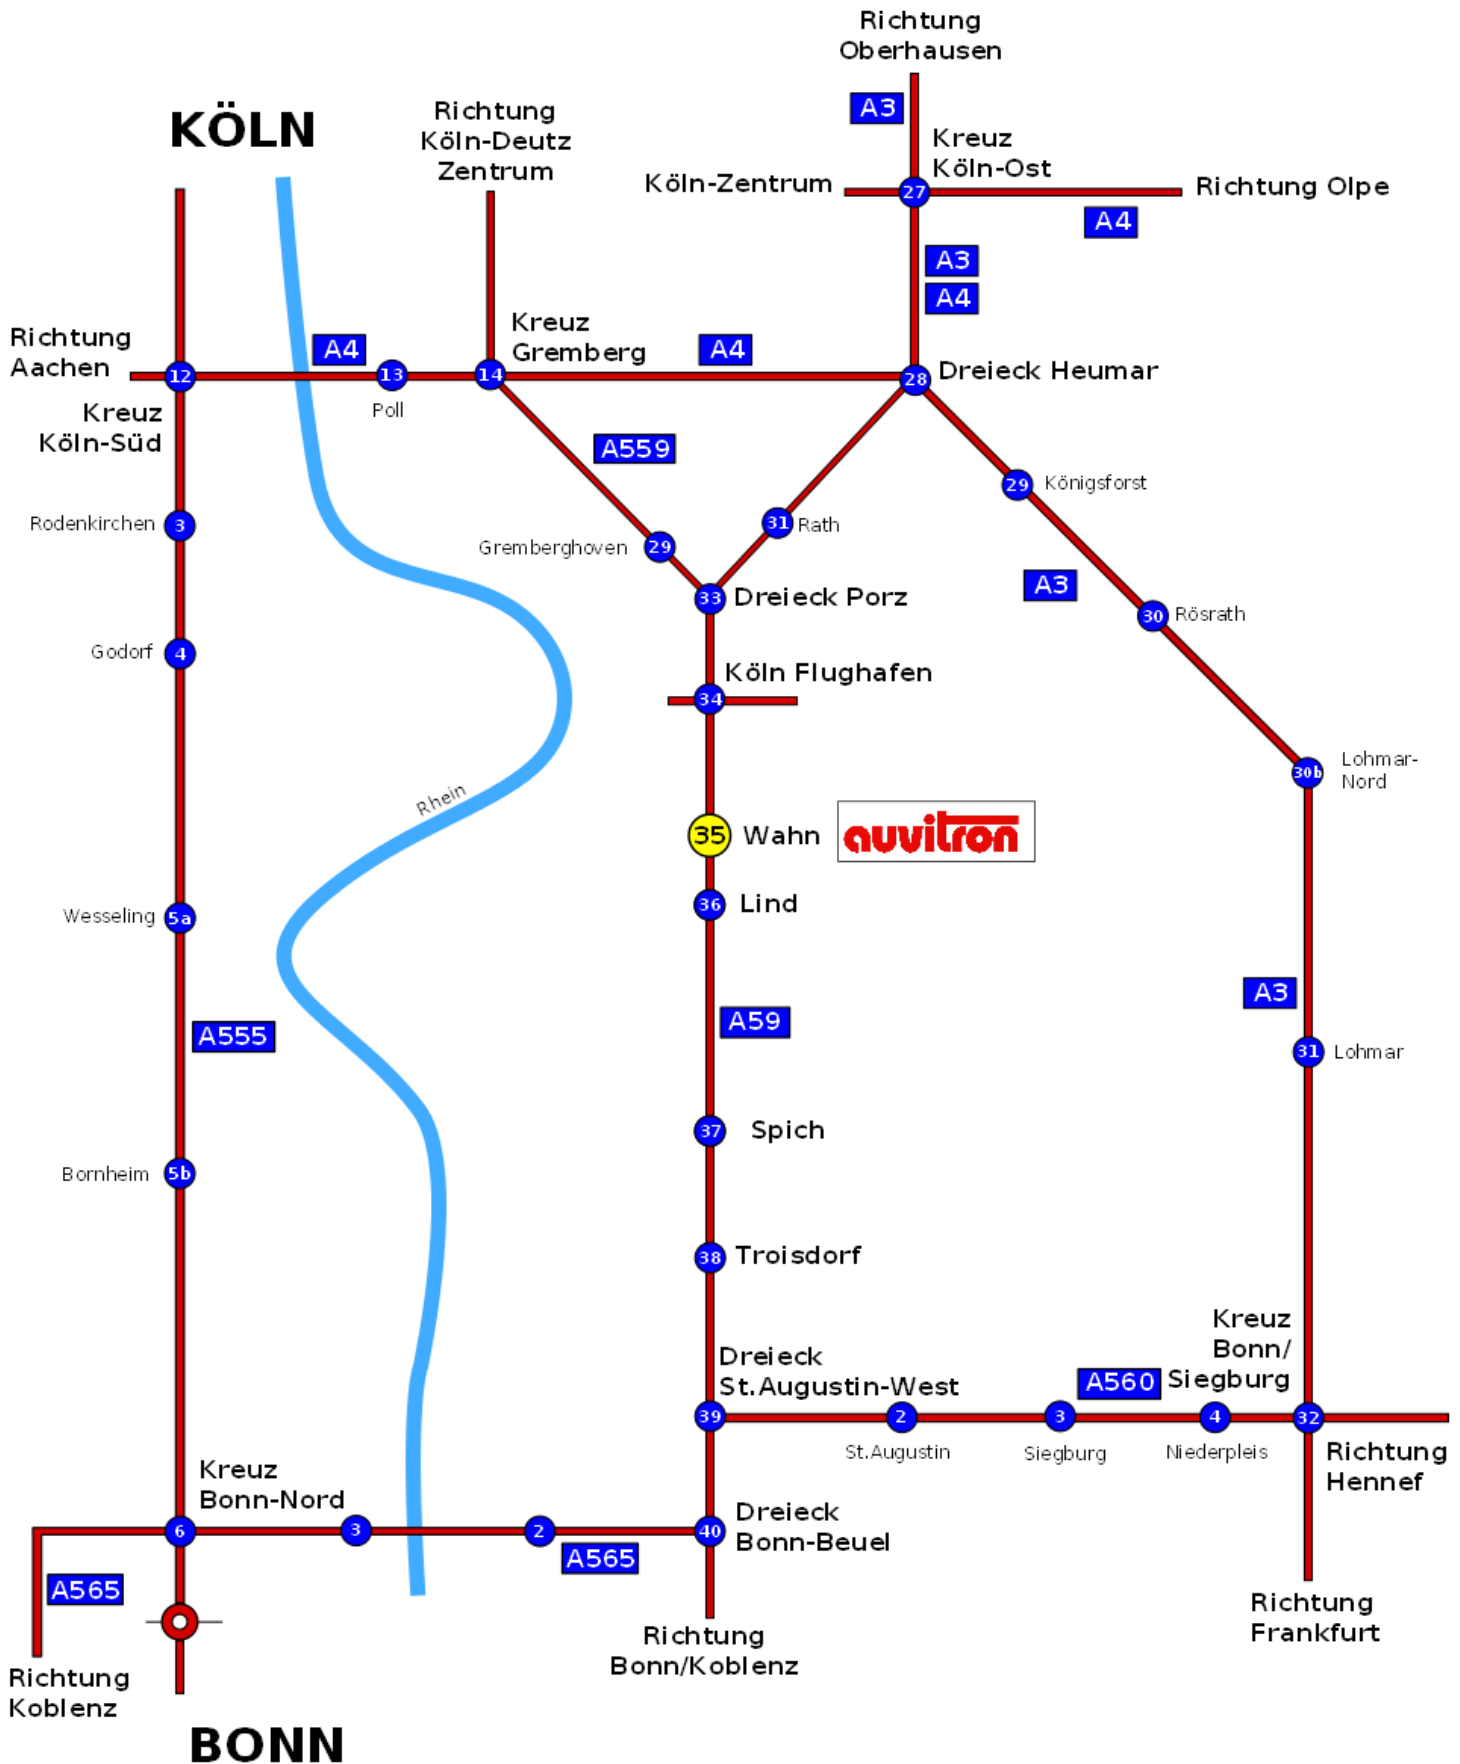 Richtung
Oberhausen
A3
KÖLN
Richtung
Köln-Deutz
Zentrum
Kreuz
Köln-Ost
Köln-Zentrum
27
Richtung Olpe
A4
A3
A4
Richtung
Aachen
A4
Kreuz
Gremberg
A4
12
13
14
28
Dreieck Heumar
Poll
Kreuz
Köln-Süd
A559
29
Königsforst
Rodenkirchen
3
31
Rath
Gremberghoven
29
A3
33
Dreieck Porz
30
Rösrath
Godorf
4
Köln Flughafen
34
Lohmar-
Nord
30b
Rhein
35
Wahn
auvitron
36
Lind
Wesseling
5a
A3
A59
A555
31
Lohmar
37
Spich
Bornheim
5b
38
Troisdorf
Kreuz
Bonn/
Siegburg
Dreieck
St.Augustin-West
A560
39
2
3
4
32
St.Augustin
Siegburg
Niederpleis
Richtung
Hennef
Kreuz
Bonn-Nord
Dreieck
Bonn-Beuel
6
3
2
40
A565
A565
Richtung
Frankfurt
Richtung
Bonn/Koblenz
Richtung
Koblenz
BONN